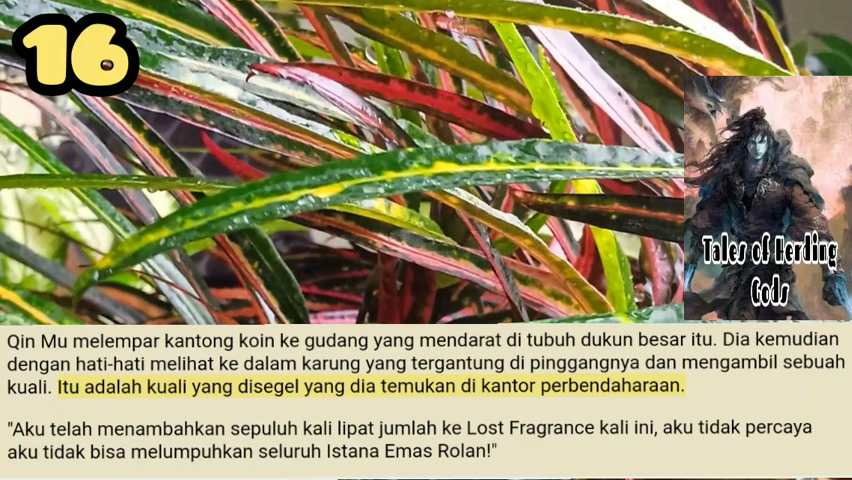 16
Tales of Herding
Gods
Qin Mu melempar kantong koin ke gudang yang mendarat di tubuh dukun besar itu. Dia kemudian
dengan hati-hati melihat ke dalam karung yang tergantung di pinggangnya dan mengambil sebuah
kuali. Itu adalah kuali yang disegel yang dia temukan di kantor perbendaharaan.
"Aku telah menambahkan sepuluh kali lipat jumlah ke Lost Fragrance kali ini, aku tidak percaya
aku tidak bisa melumpuhkan seluruh Istana Emas Rolan!"